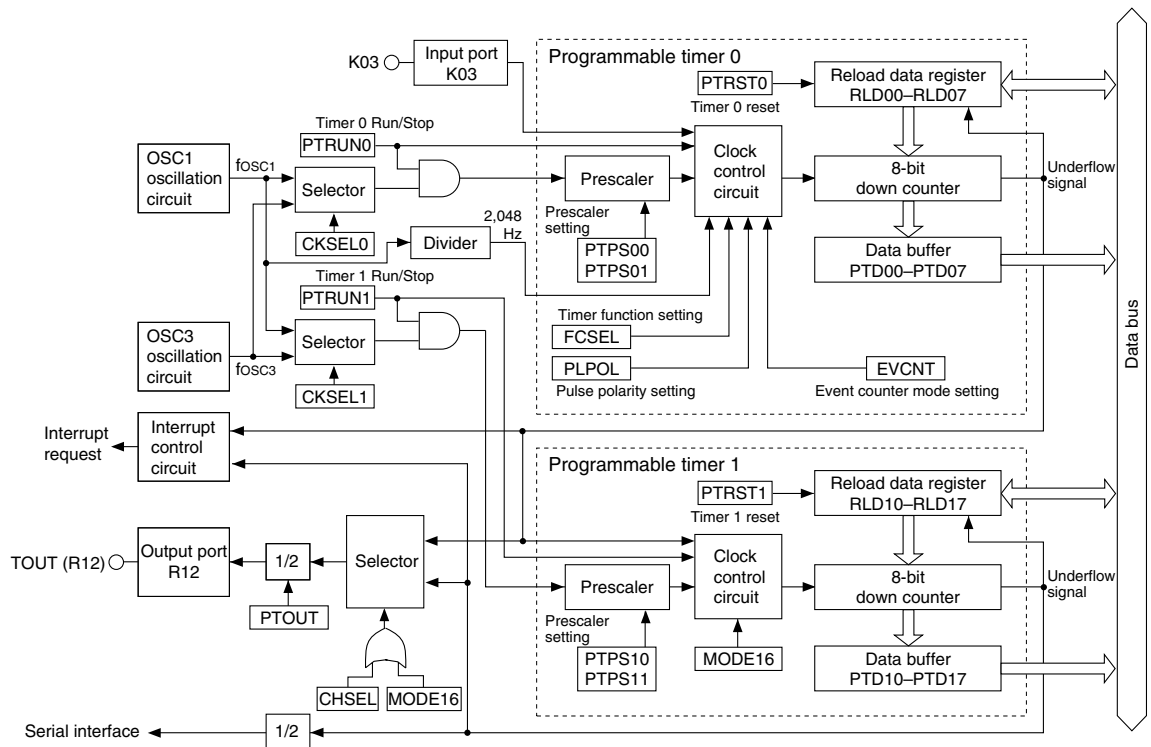 K03
Input port
K03
Programmable timer 0
PTRST0
Timer 0 reset
Reload data register
RLD00–RLD07
Timer 0 Run/Stop
PTRUN0
OSC1
oscillation
circuit
fOSC1
Selector
CKSEL0
Prescaler
Prescaler
setting
PTPS00
PTPS01
Clock
control
circuit
8-bit
down counter
Underflow
signal
Data buffer
PTD00–PTD07
Divider
2,048
Hz
Timer 1 Run/Stop
PTRUN1
OSC3
oscillation
circuit
fOSC3
Selector
CKSEL1
Timer function setting
FCSEL
PLPOL
Pulse polarity setting
EVCNT
Event counter mode setting
Data bus
Interrupt
request
Interrupt
control
circuit
Programmable timer 1
PTRST1
Timer 1 reset
Reload data register
RLD10–RLD17
TOUT (R12)
Output port
R12
1/2
PTOUT
Selector
CHSEL
MODE16
Prescaler
Prescaler
setting
PTPS10
PTPS11
Clock
control
circuit
MODE16
8-bit
down counter
Underflow
signal
Data buffer
PTD10–PTD17
Serial interface
1/2